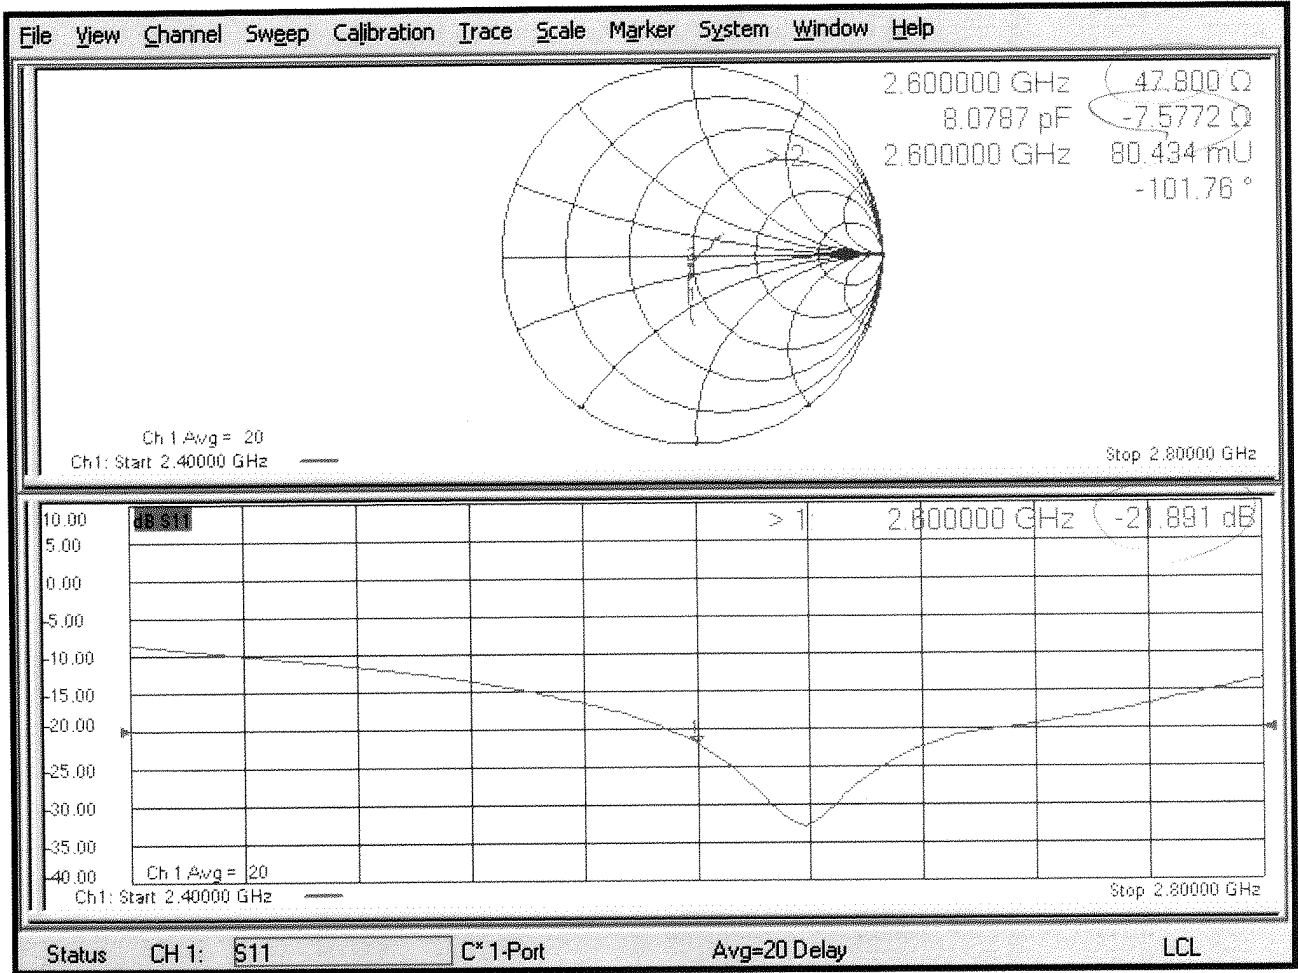 File View Channel Sweep Calibration Trace Scale Marker System Window Help
1: 2.600000 GHz 47.800 Ω
8.0787 pF -7.5772 Ω
> 2: 2.600000 GHz 80.434 mU
-101.76 °
Ch 1 Avg = 20
Ch1: Start 2.40000 GHz
Stop 2.80000 GHz
10.00
dB S11
> 1: 2.600000 GHz -21.891 dB
5.00
0.00
-5.00
-10.00
-15.00
-20.00
-25.00
-30.00
-35.00
-40.00
Ch 1 Avg = 20
Ch1: Start 2.40000 GHz
Stop 2.80000 GHz
Status CH 1: S11 C* 1-Port Avg=20 Delay LCL